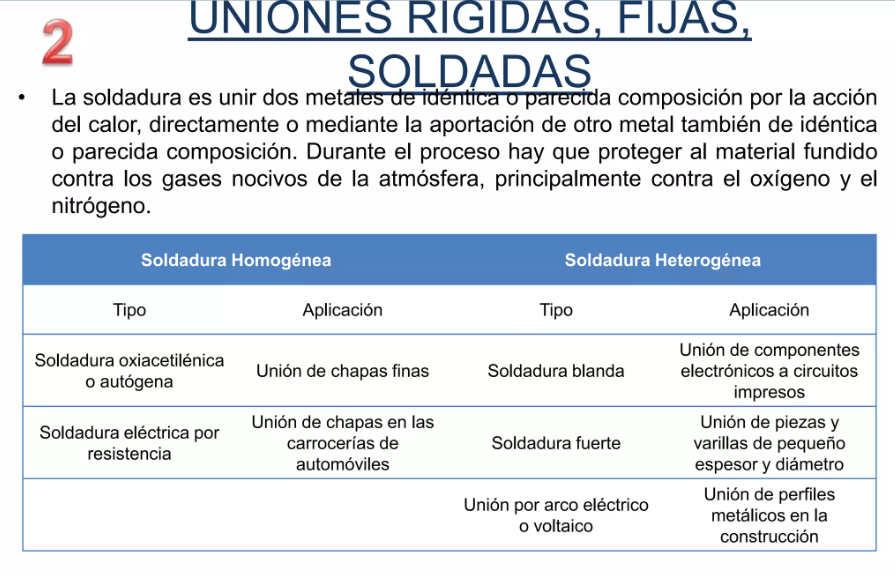 2
UNIONES RÍGIDAS, FIJAS,
SOLDADAS
• La soldadura es unir dos metales de idéntica o parecida composición por la acción
del calor, directamente o mediante la aportación de otro metal también de idéntica
o parecida composición. Durante el proceso hay que proteger al material fundido
contra los gases nocivos de la atmósfera, principalmente contra el oxígeno y el
nitrógeno.
Soldadura Homogénea Soldadura Heterogénea
Tipo Aplicación Tipo Aplicación
Soldadura oxiacetilénica
o autógena
Unión de chapas finas
Soldadura blanda
Unión de componentes
electrónicos a circuitos
impresos
Soldadura eléctrica por
resistencia
Unión de chapas en las
carrocerías de
automóviles
Soldadura fuerte
Unión de piezas y
varillas de pequeño
espesor y diámetro
Unión por arco eléctrico
o voltaico
Unión de perfiles
metálicos en la
construcción